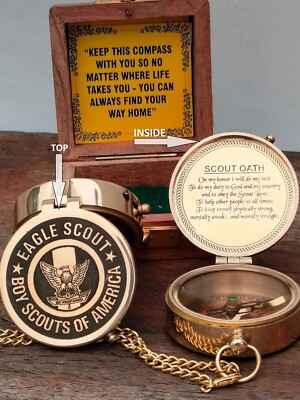 "KEEP THIS COMPASS
WITH YOU SO NO
MATTER WHERE LIFE
TAKES YOU - YOU CAN
ALWAYS FIND YOUR
WAY HOME"
INSIDE
TOP
SCOUT OATH
On my honor I will do my best
To do my duty to God and my country
and to obey the Scout Law;
To help other people at all times;
To keep myself physically strong,
mentally awake, and morally straight.
EAGLE SCOUT
BOY SCOUTS OF AMERICA